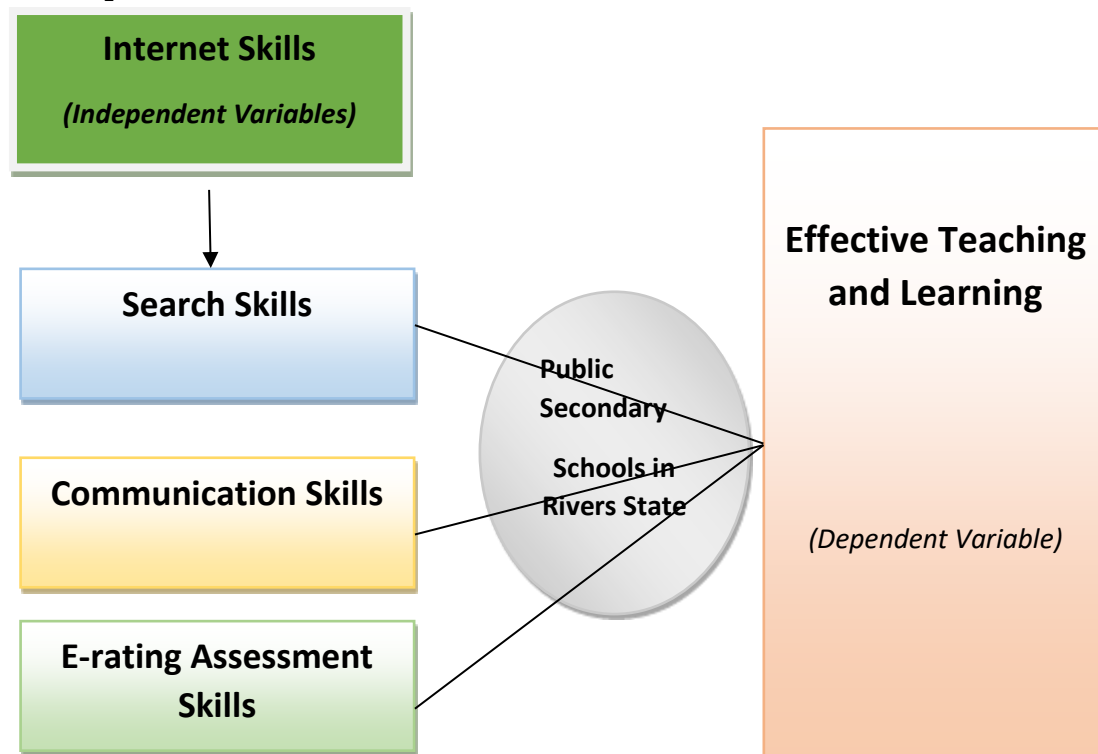 Internet Skills
(Independent Variables)
Search Skills
Communication Skills
E-rating Assessment
Skills
Public
Secondary
Schools in
Rivers State
Effective Teaching
and Learning
(Dependent Variable)